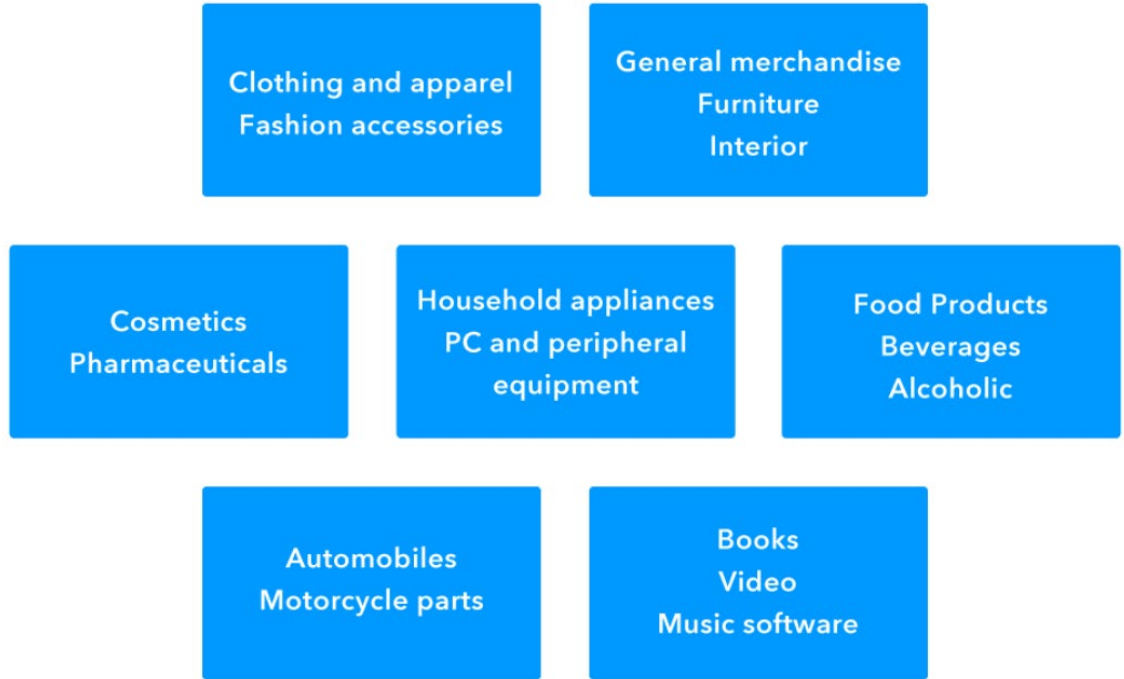 Clothing and apparel
Fashion accessories
General merchandise
Furniture
Interior
Cosmetics
Pharmaceuticals
Household appliances
PC and peripheral
equipment
Food Products
Beverages
Alcoholic
Automobiles
Motorcycle parts
Books
Video
Music software